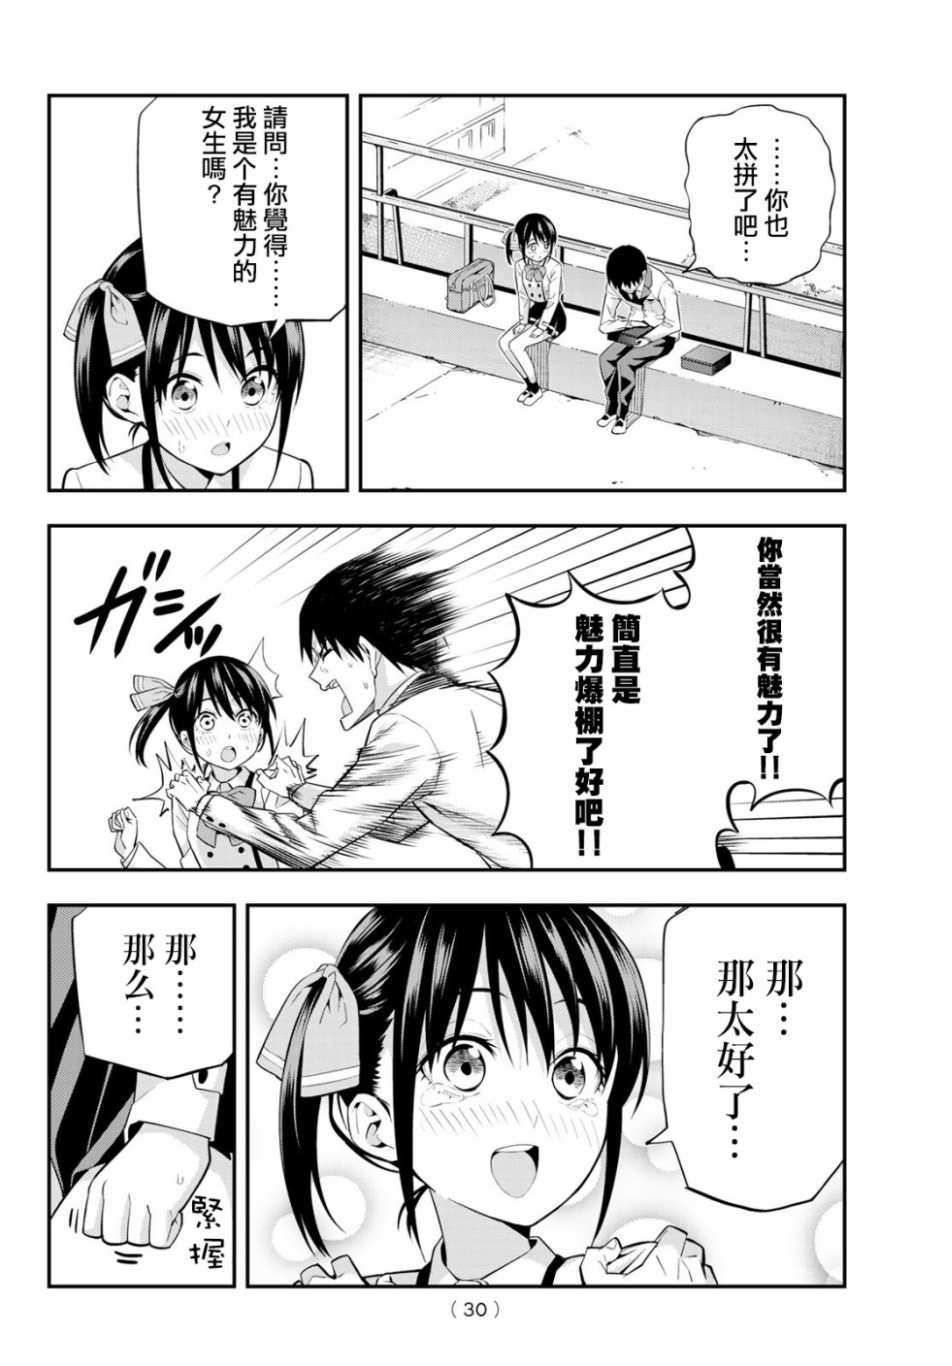 ……你也
太拼了吧…
請問…你覺得……
我是个有魅力的
女生嗎？
你當然很有魅力了!!
簡直是
魅力爆棚了好吧!!
ガシッ
那…
那太好了…
那……
那么…
緊握
（30）